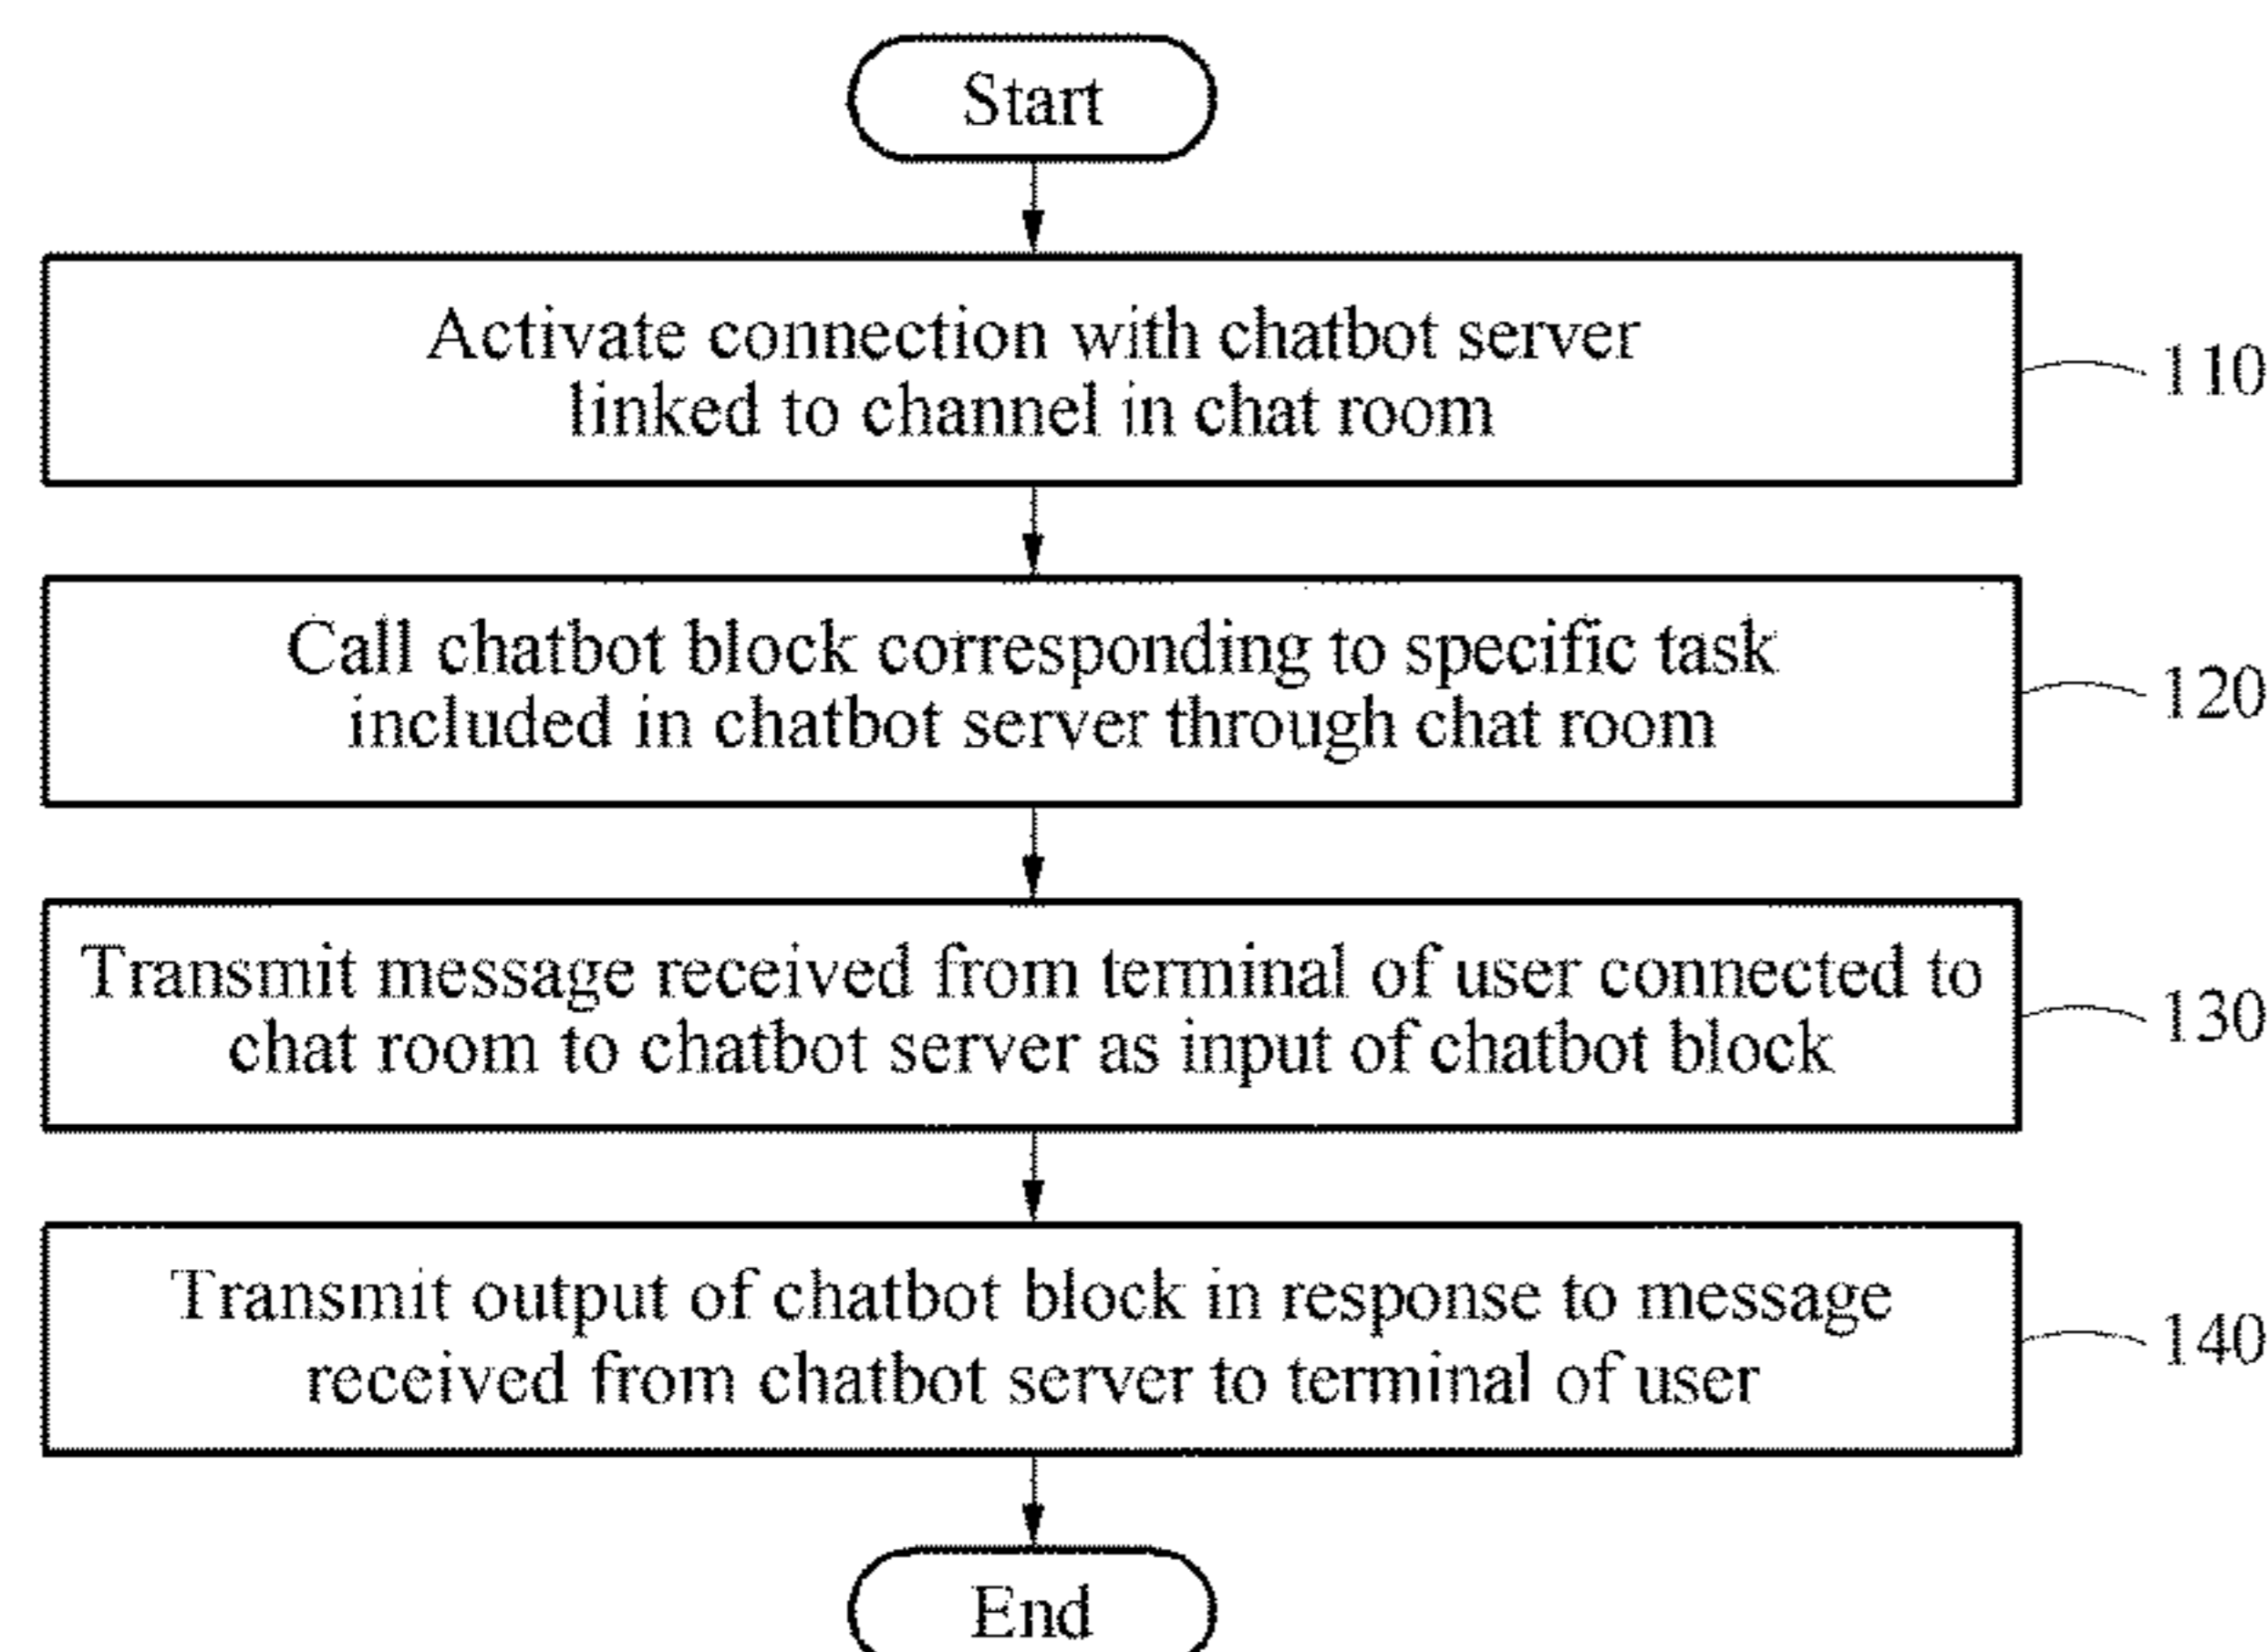 Start
Activate connection with chatbot server
linked to channel in chat room
110
Call chatbot block corresponding to specific task
included in chatbot server through chat room
120
Transmit message received from terminal of user connected to
chat room to chatbot server as input of chatbot block
130
Transmit output of chatbot block in response to message
received from chatbot server to terminal of user
140
End